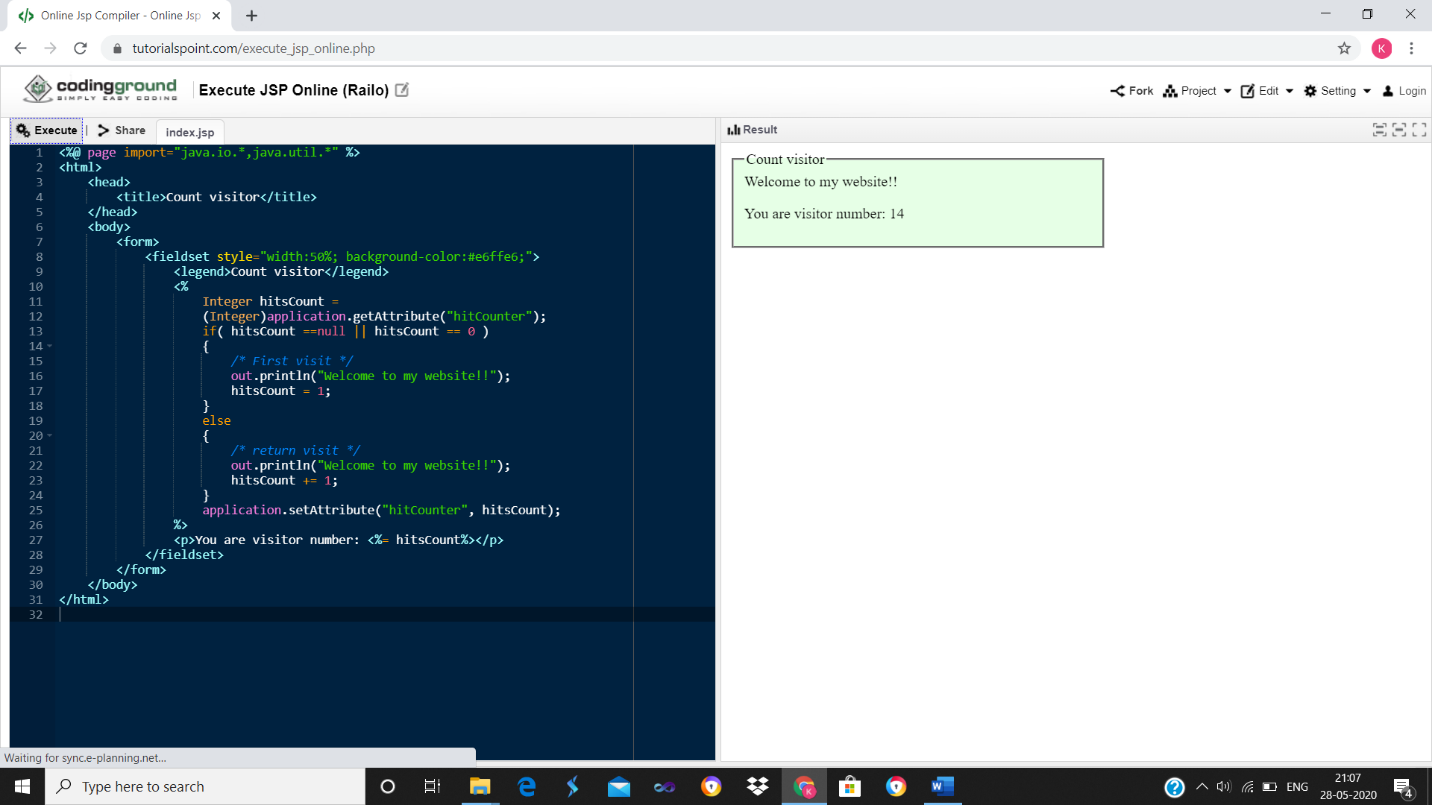 Online Jsp Compiler - Online Jsp
tutorialspoint.com/execute_jsp_online.php
K
codingground
SIMPLY EASY CODING
Execute JSP Online (Railo)
Fork Project Edit Setting Login
Execute | Share index.jsp
Result
1 <%@ page import="java.io.*,java.util.*" %>
2 <html>
3 <head>
4 <title>Count visitor</title>
5 </head>
6 <body>
7 <form>
8 <fieldset style="width:50%; background-color:#e6ffe6;">
9 <legend>Count visitor</legend>
10 <%
11 Integer hitsCount =
12 (Integer)application.getAttribute("hitCounter");
13 if( hitsCount ==null || hitsCount == 0 )
14 {
15 /* First visit */
16 out.println("Welcome to my website!!");
17 hitsCount = 1;
18 }
19 else
20 {
21 /* return visit */
22 out.println("Welcome to my website!!");
23 hitsCount += 1;
24 }
25 application.setAttribute("hitCounter", hitsCount);
26 %>
27 <p>You are visitor number: <%= hitsCount%></p>
28 </fieldset>
29 </form>
30 </body>
31 </html>
32
Count visitor
Welcome to my website!!
You are visitor number: 14
Waiting for sync.e-planning.net...
Type here to search
ENG
21:07
28-05-2020
4